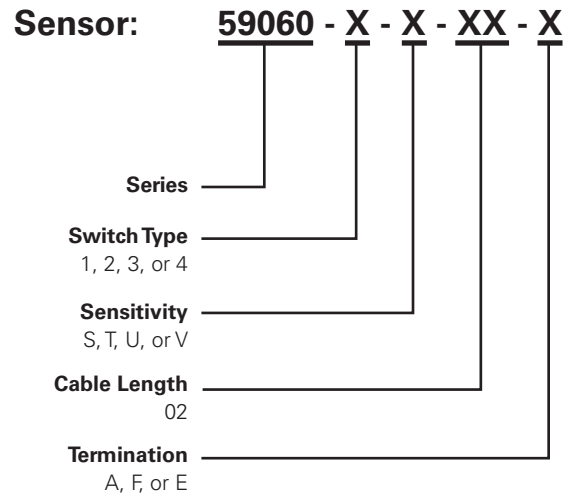 Sensor: 59060 - X - X - XX - X
Series
Switch Type
1, 2, 3, or 4
Sensitivity
S, T, U, or V
Cable Length
02
Termination
A, F, or E